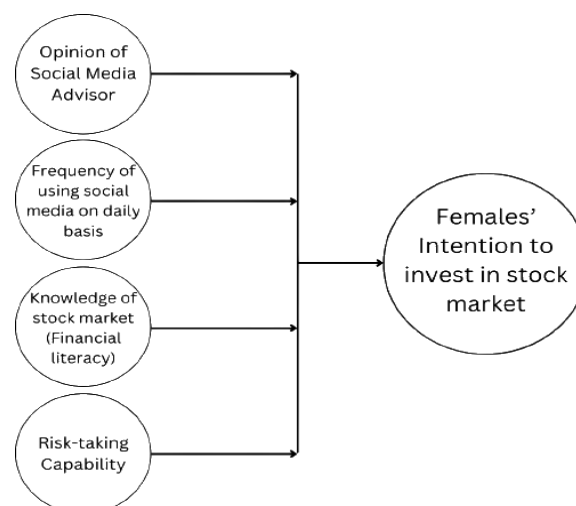 Opinion of
Social Media
Advisor
Frequency of
using social
media on daily
basis
Knowledge of
stock market
(Financial
literacy)
Risk-taking
Capability
Females’
Intention to
invest in stock
market